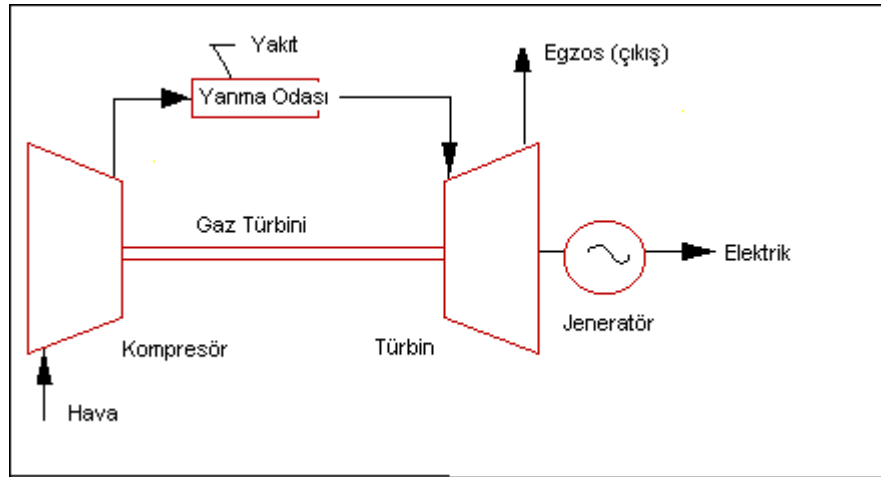 Yakıt
Egzos (çıkış)
Yanma Odası
Gaz Türbini
Elektrik
Jeneratör
Kompresör
Türbin
Hava